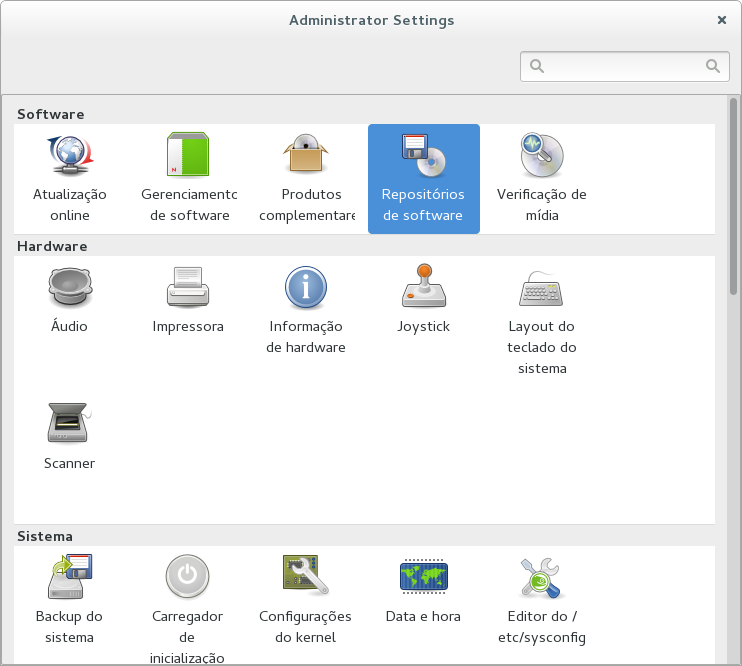 Administrator Settings
Software
Atualização
online
Gerenciamento
de software
Produtos
complementare
Repositórios
de software
Verificação de
mídia
Hardware
Áudio
Impressora
Informação
de hardware
Joystick
Layout do
teclado do
sistema
Scanner
Sistema
Backup do
sistema
Carregador
de
inicialização
Configurações
do kernel
Data e hora
Editor do /
etc/sysconfig